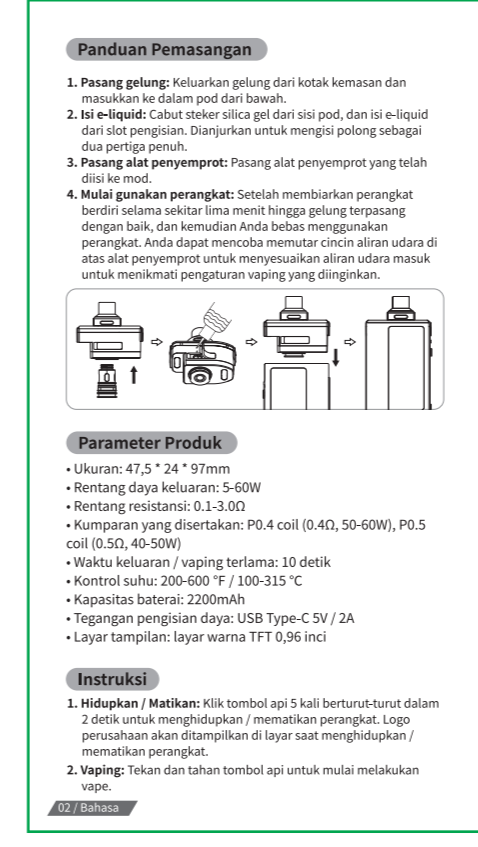 Panduan Pemasangan
1. Pasang gelung: Keluarkan gelung dari kotak kemasan dan
masukkan ke dalam pod dari bawah.
2. Isi e-liquid: Cabut steker silica gel dari sisi pod, dan isi e-liquid
dari slot pengisian. Dianjurkan untuk mengisi polong sebagai
dua pertiga penuh.
3. Pasang alat penyemprot: Pasang alat penyemprot yang telah
diisi ke mod.
4. Mulai gunakan perangkat: Setelah membiarkan perangkat
berdiri selama sekitar lima menit hingga gelung terpasang
dengan baik, dan kemudian Anda bebas menggunakan
perangkat. Anda dapat mencoba memutar cincin aliran udara di
atas alat penyemprot untuk menyesuaikan aliran udara masuk
untuk menikmati pengaturan vaping yang diinginkan.
Parameter Produk
• Ukuran: 47,5 * 24 * 97mm
• Rentang daya keluaran: 5-60W
• Rentang resistansi: 0.1-3.0Ω
• Kumparan yang disertakan: P0.4 coil (0.4Ω, 50-60W), P0.5
coil (0.5Ω, 40-50W)
• Waktu keluaran / vaping terlama: 10 detik
• Kontrol suhu: 200-600 °F / 100-315 °C
• Kapasitas baterai: 2200mAh
• Tegangan pengisian daya: USB Type-C 5V / 2A
• Layar tampilan: layar warna TFT 0,96 inci
Instruksi
1. Hidupkan / Matikan: Klik tombol api 5 kali berturut-turut dalam
2 detik untuk menghidupkan / mematikan perangkat. Logo
perusahaan akan ditampilkan di layar saat menghidupkan /
mematikan perangkat.
2. Vaping: Tekan dan tahan tombol api untuk mulai melakukan
vape.
02 / Bahasa